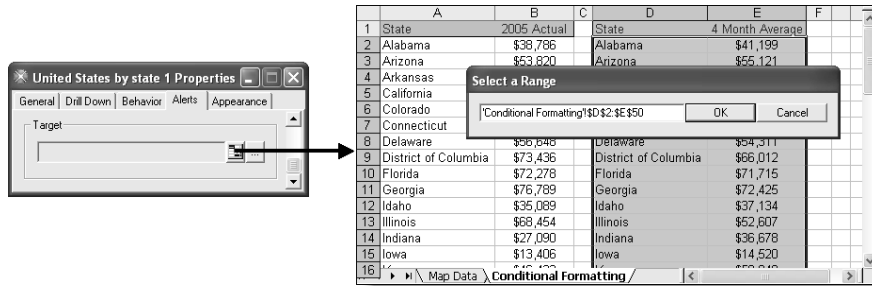 United States by state 1 Properties
General Drill Down Behavior Alerts Appearance
Target
...
A B C D E F
1 State 2005 Actual State 4 Month Average
2 Alabama $38,786 Alabama $41,199
3 Arizona $53,820 Arizona $55,121
4 Arkansas
5 California
6 Colorado
7 Connecticut
Select a Range
'Conditional Formatting'!$D$2:$E$50 OK Cancel
8 Delaware $56,648 Delaware $54,311
9 District of Columbia $73,436 District of Columbia $66,012
10 Florida $72,278 Florida $71,715
11 Georgia $76,789 Georgia $72,425
12 Idaho $35,089 Idaho $37,134
13 Illinois $68,454 Illinois $52,607
14 Indiana $27,090 Indiana $36,678
15 Iowa $13,406 Iowa $14,520
16
Map Data Conditional Formatting